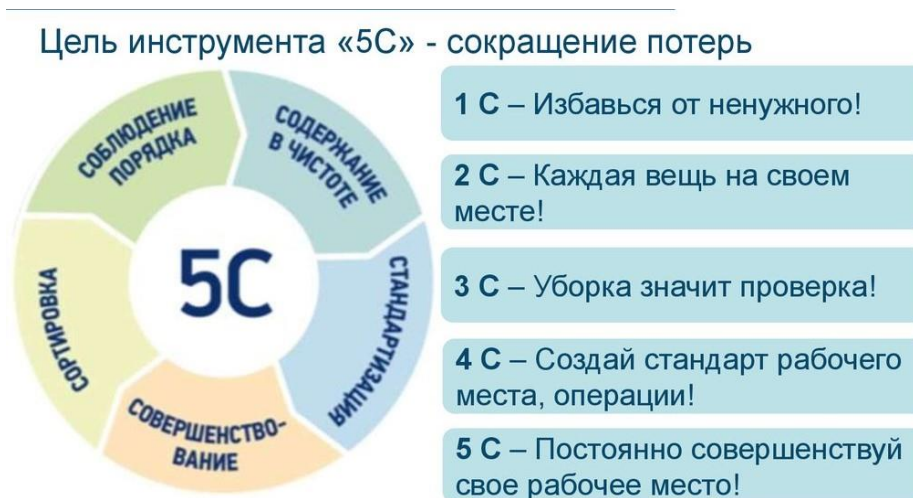 Цель инструмента «5С» - сокращение потерь
СОБЛЮДЕНИЕ
ПОРЯДКА
СОДЕРЖАНИЕ
В ЧИСТОТЕ
СТАНДАРТИЗАЦИЯ
СОВЕРШЕНСТВО-
ВАНИЕ
СОРТИРОВКА
5С
1 С – Избавься от ненужного!
2 С – Каждая вещь на своем
месте!
3 С – Уборка значит проверка!
4 С – Создай стандарт рабочего
места, операции!
5 С – Постоянно совершенствуй
свое рабочее место!